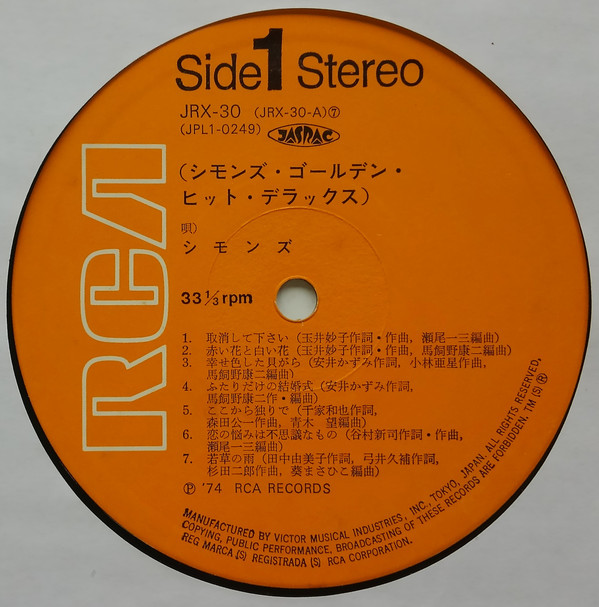 Side 1 Stereo
JRX-30 (JRX-30-A)⑦
(JPL1-0249) JASRAC
RCA
(シモンズ・ゴールデン・
ヒット・デラックス)
唄)
シモンズ
33 1/3 rpm
1. 取消して下さい (玉井妙子作詞・作曲, 瀬尾一三編曲)
2. 赤い花と白い花 (玉井妙子作詞・作曲, 馬飼野康二編曲)
3. 幸せ色した貝がら (安井かずみ作詞, 小林亜星作曲,
馬飼野康二編曲)
4. ふたりだけの結婚式 (安井かずみ作詞,
馬飼野康二作・編曲)
5. ここから独りで (千家和也作詞,
森田公一作曲, 青木 望編曲)
6. 恋の悩みは不思議なもの (谷村新司作詞・作曲,
瀬尾一三編曲)
7. 若草の雨 (田中由美子作詞, 弓井久補作詞,
杉田二郎作曲, 葵まさひこ編曲)
Ⓟ '74 RCA RECORDS
MANUFACTURED BY VICTOR MUSICAL INDUSTRIES, INC., TOKYO, JAPAN. ALL RIGHTS RESERVED,
COPYING, PUBLIC PERFORMANCE, BROADCASTING OF THESE RECORDS ARE FORBIDDEN. TM (S) Ⓡ
REG MARCA (S) REGISTRADA (S) RCA CORPORATION.